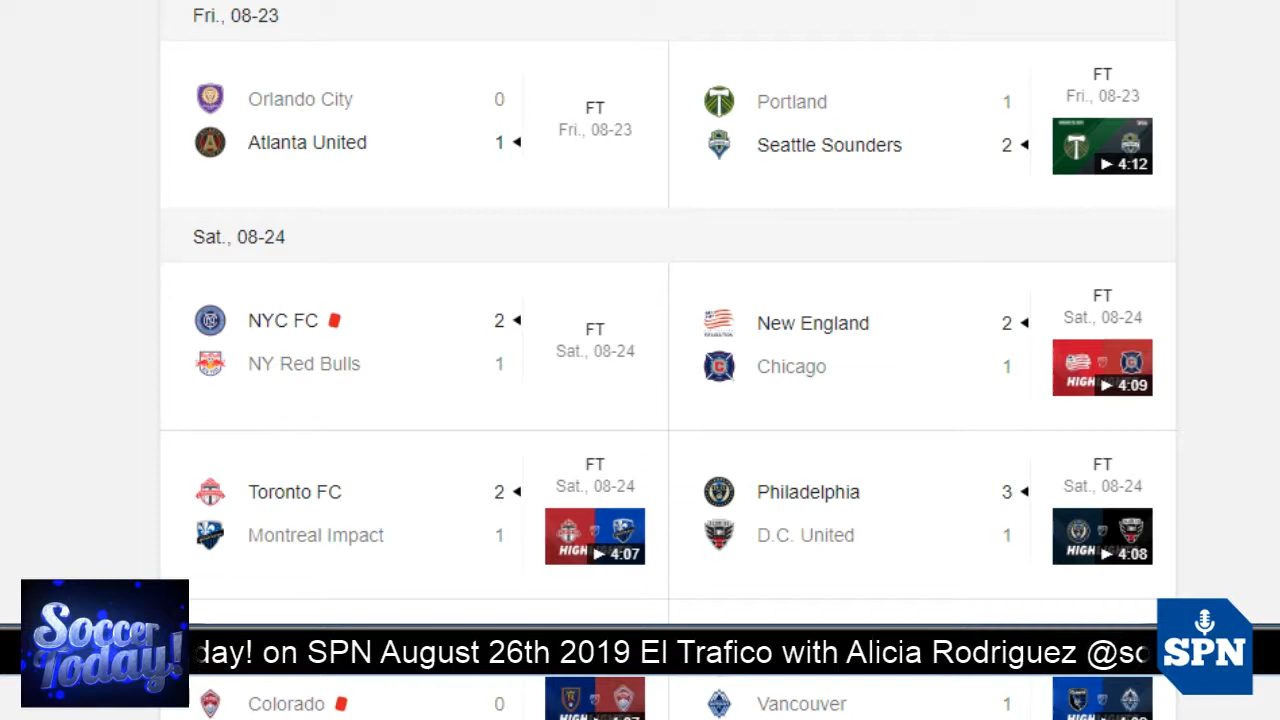 Fri., 08-23
Orlando City 0
Atlanta United 1
FT
Fri., 08-23
Portland 1
Seattle Sounders 2
FT
Fri., 08-23
4:12
Sat., 08-24
NYC FC 2
NY Red Bulls 1
FT
Sat., 08-24
New England 2
Chicago 1
FT
Sat., 08-24
HIGH
4:09
Toronto FC 2
Montreal Impact 1
FT
Sat., 08-24
HIGH
4:07
Philadelphia 3
D.C. United 1
FT
Sat., 08-24
HIGH
4:08
Soccer
Today!
day! on SPN August 26th 2019 El Trafico with Alicia Rodriguez @so
SPN
Colorado 0
Vancouver 1